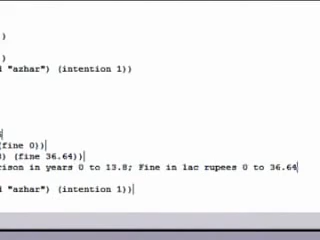 )
)
"azhar") (intention 1))
(fine 0))
) (fine 36.64))
rison in years 0 to 13.8; Fine in lac rupees 0 to 36.64
"azhar") (intention 1))